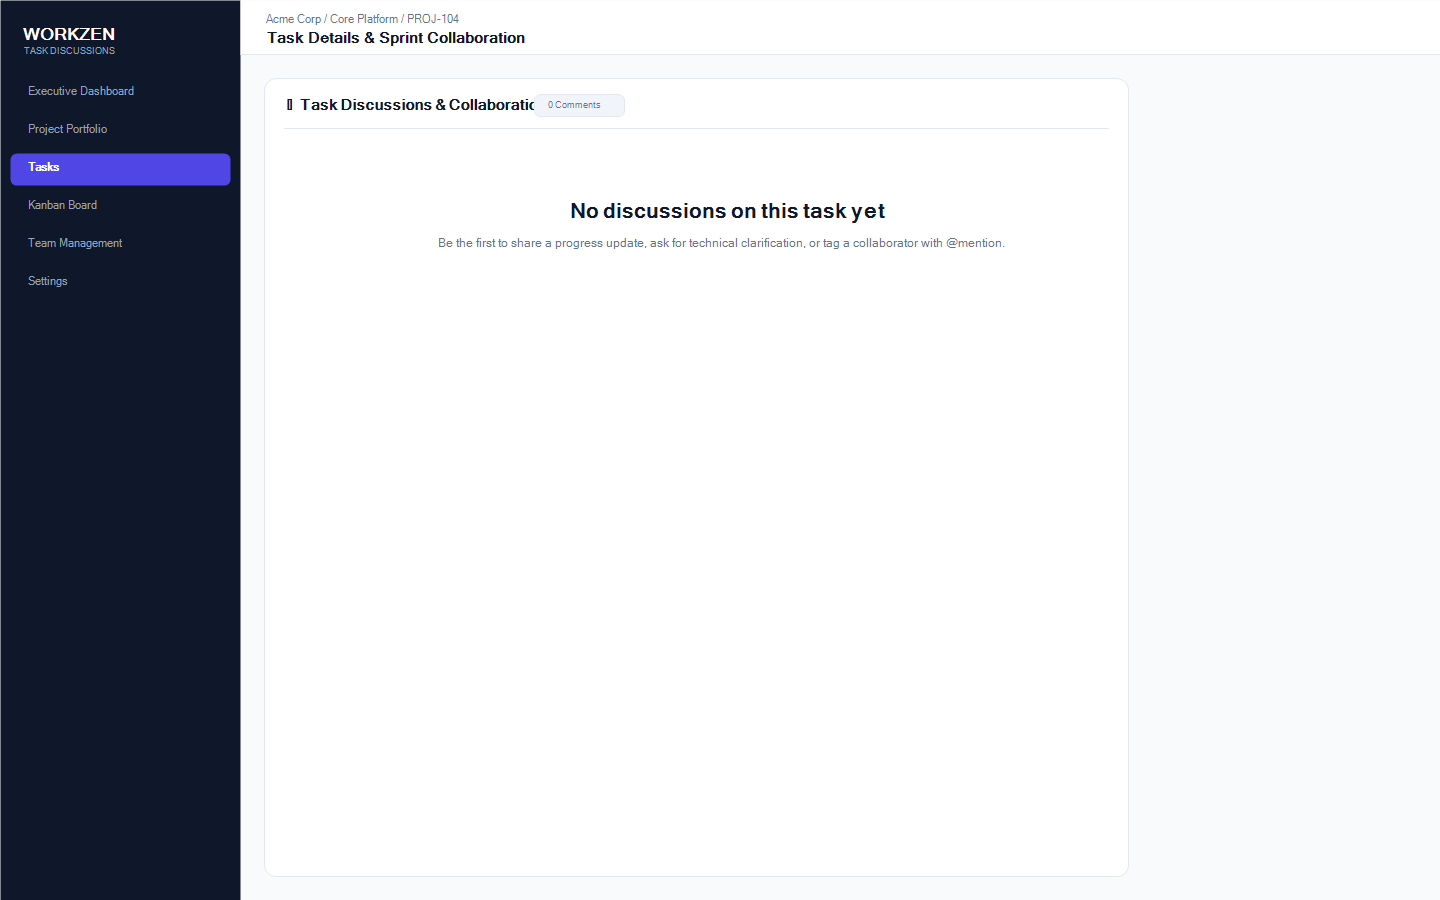 WORKZEN
TASK DISCUSSIONS
Executive Dashboard
Project Portfolio
Tasks
Kanban Board
Team Management
Settings
Acme Corp / Core Platform / PROJ-104
Task Details & Sprint Collaboration
Task Discussions & Collaboratio
0 Comments
No discussions on this task yet
Be the first to share a progress update, ask for technical clarification, or tag a collaborator with @mention.